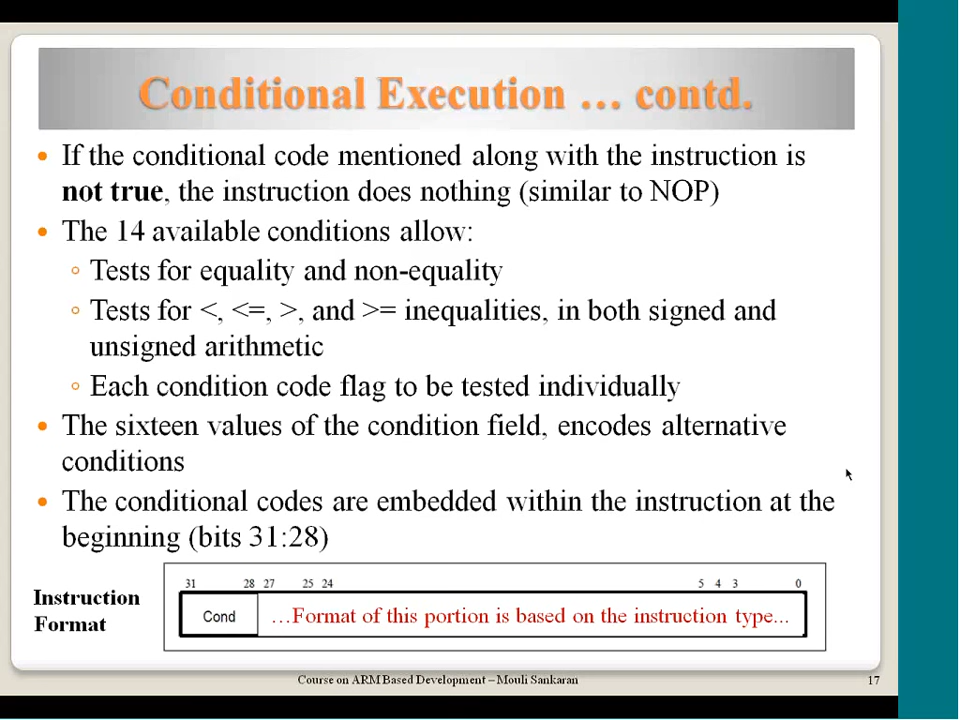 Conditional Execution … contd.
• If the conditional code mentioned along with the instruction is
not true, the instruction does nothing (similar to NOP)
• The 14 available conditions allow:
◦ Tests for equality and non-equality
◦ Tests for <, <=, >, and >= inequalities, in both signed and
unsigned arithmetic
◦ Each condition code flag to be tested individually
• The sixteen values of the condition field, encodes alternative
conditions
• The conditional codes are embedded within the instruction at the
beginning (bits 31:28)
31 28 27 25 24 5 4 3 0
Instruction
Format
Cond …Format of this portion is based on the instruction type...
Course on ARM Based Development – Mouli Sankaran 17